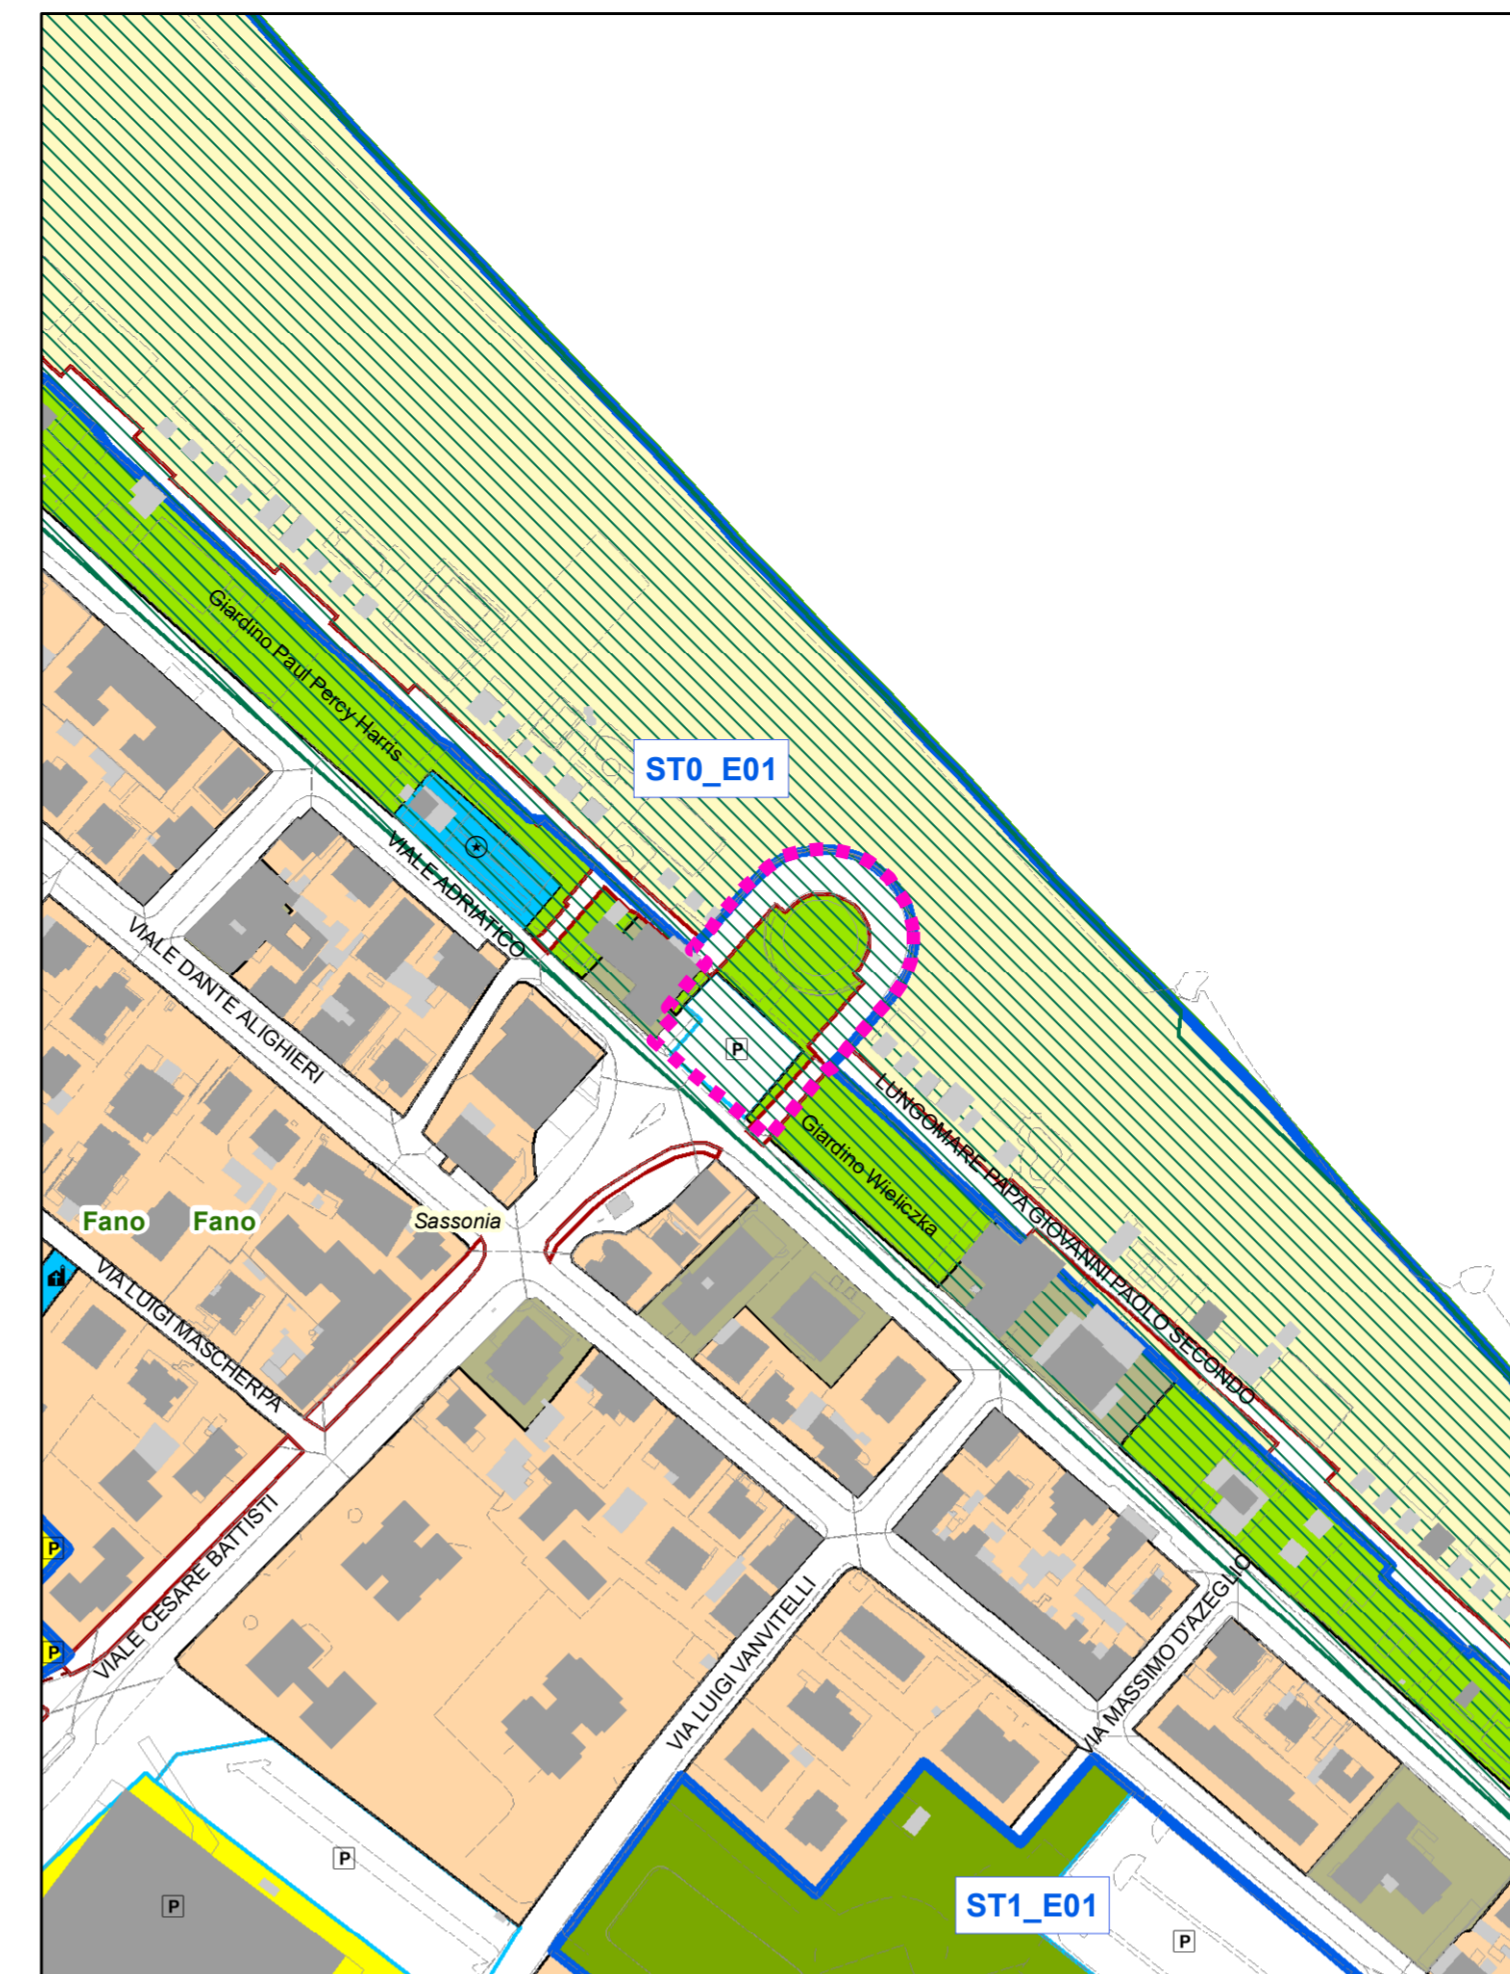 Giardino Paul Percy Harris
ST0_E01
VIALE ADRIATICO
VIALE DANTE ALIGHIERI
P
LUNGOMARE PAPA GIOVANNI PAOLO SECONDO
Giardino Wieliczka
Fano
Fano
Sassonia
VIA LUIGI MASCHERPA
P
VIALE CESARE BATTISTI
P
VIA LUIGI VANVITELLI
VIA MASSIMO D'AZEGLIO
P
P
ST1_E01
P